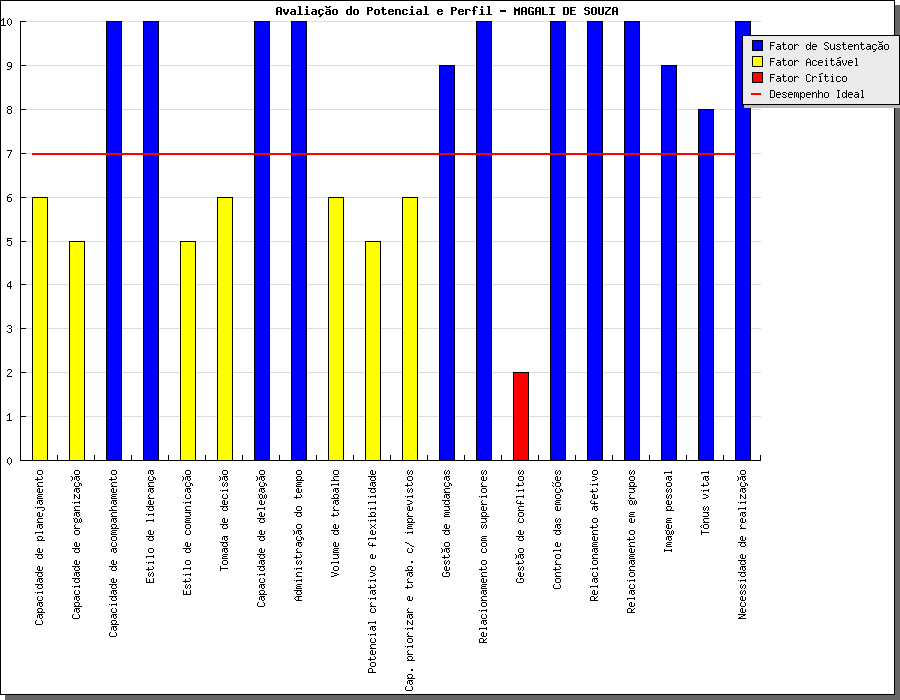 Avaliação do Potencial e Perfil - MAGALI DE SOUZA
10
9
8
7
6
5
4
3
2
1
0
Fator de Sustentação
Fator Aceitável
Fator Crítico
Desempenho Ideal
Capacidade de planejamento
Capacidade de organização
Capacidade de acompanhamento
Estilo de liderança
Estilo de comunicação
Tomada de decisão
Capacidade de delegação
Administração do tempo
Volume de trabalho
Potencial criativo e flexibilidade
Cap. priorizar e trab. c/ imprevistos
Gestão de mudanças
Relacionamento com superiores
Gestão de conflitos
Controle das emoções
Relacionamento afetivo
Relacionamento em grupos
Imagem pessoal
Tônus vital
Necessidade de realização